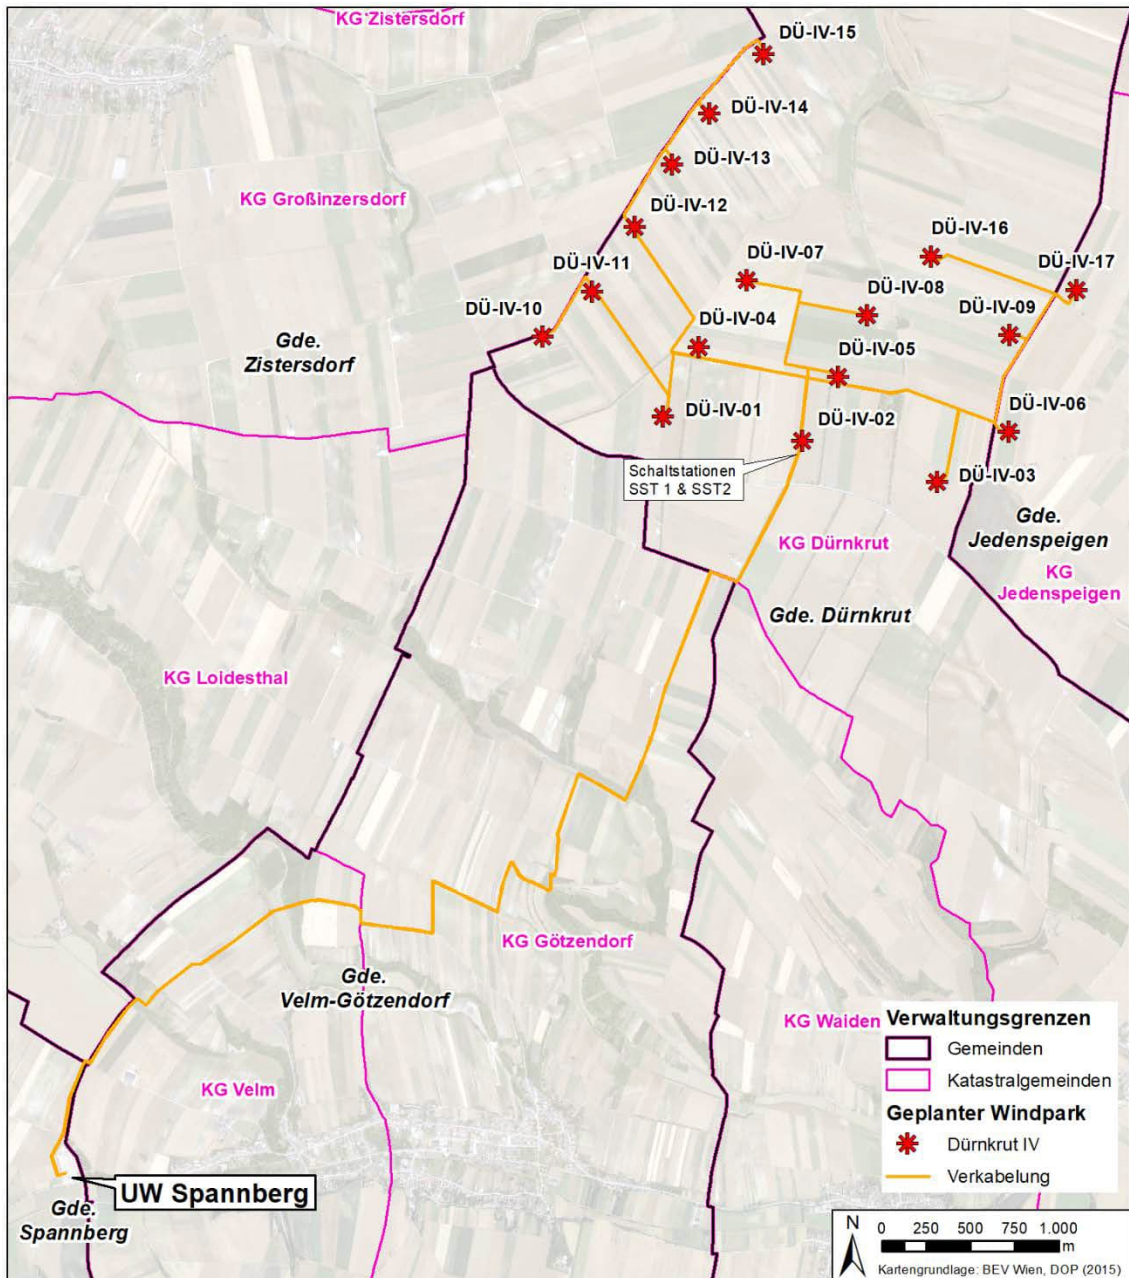 KG Zistersdorf
DÜ-IV-15
DÜ-IV-14
DÜ-IV-13
KG Großinzersdorf
DÜ-IV-12
DÜ-IV-16
DÜ-IV-11
DÜ-IV-07
DÜ-IV-17
DÜ-IV-08
DÜ-IV-10
DÜ-IV-09
DÜ-IV-04
Gde.
Zistersdorf
DÜ-IV-05
DÜ-IV-06
DÜ-IV-01
DÜ-IV-02
Schaltstationen
SST 1 & SST2
DÜ-IV-03
Gde.
Jedenspeigen
KG Dürnkrut
KG
Jedenspeigen
Gde. Dürnkrut
KG Loidesthal
KG Götzendorf
Gde.
Velm-Götzendorf
KG Waiden
KG Velm
UW Spannberg
Gde.
Spannberg
Verwaltungsgrenzen
Gemeinden
Katastralgemeinden
Geplanter Windpark
Dürnkrut IV
Verkabelung
N
0 250 500 750 1.000
m
Kartengrundlage: BEV Wien, DOP (2015)